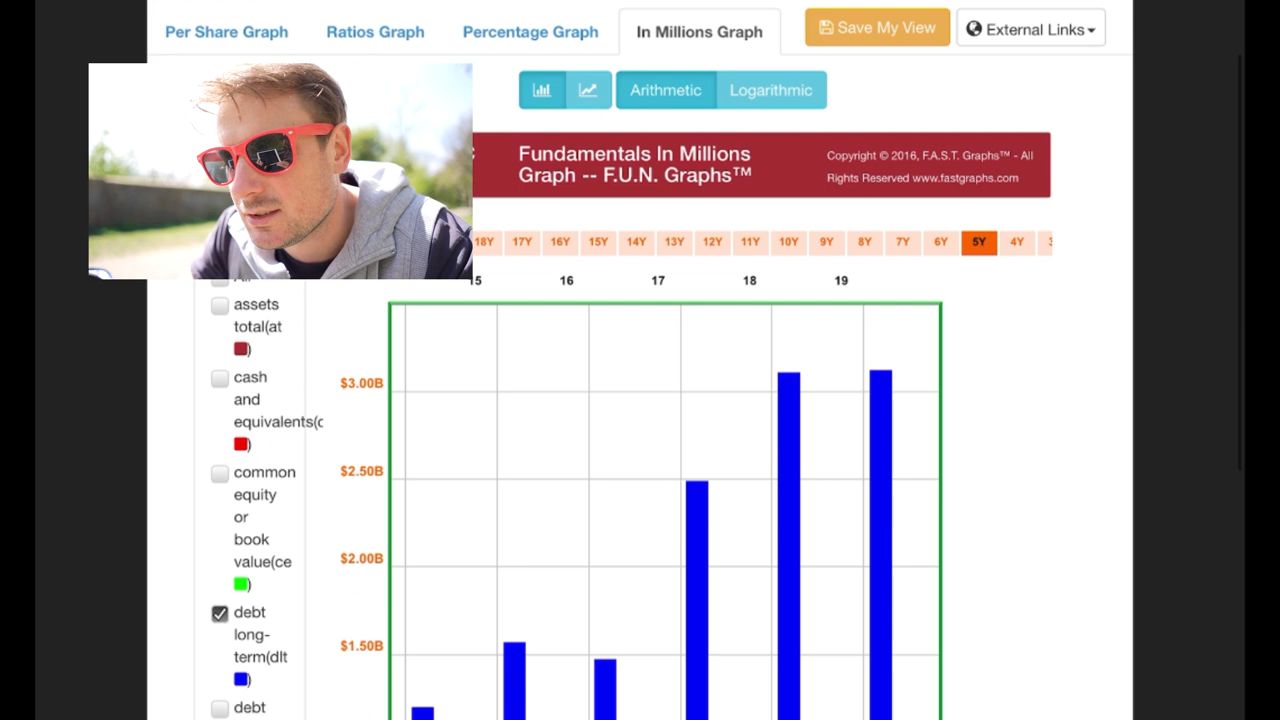 Per Share Graph
Ratios Graph
Percentage Graph
In Millions Graph
Save My View
External Links
Arithmetic
Logarithmic
Fundamentals In Millions
Graph -- F.U.N. Graphs™
Copyright © 2016, F.A.S.T. Graphs™ - All
Rights Reserved www.fastgraphs.com
18Y 17Y 16Y 15Y 14Y 13Y 12Y 11Y 10Y 9Y 8Y 7Y 6Y 5Y 4Y
15 16 17 18 19
assets
total(at
)
cash
and
equivalents(c
)
common
equity
or
book
value(ce
)
debt
long-
term(dlt
)
debt
$3.00B
$2.50B
$2.00B
$1.50B